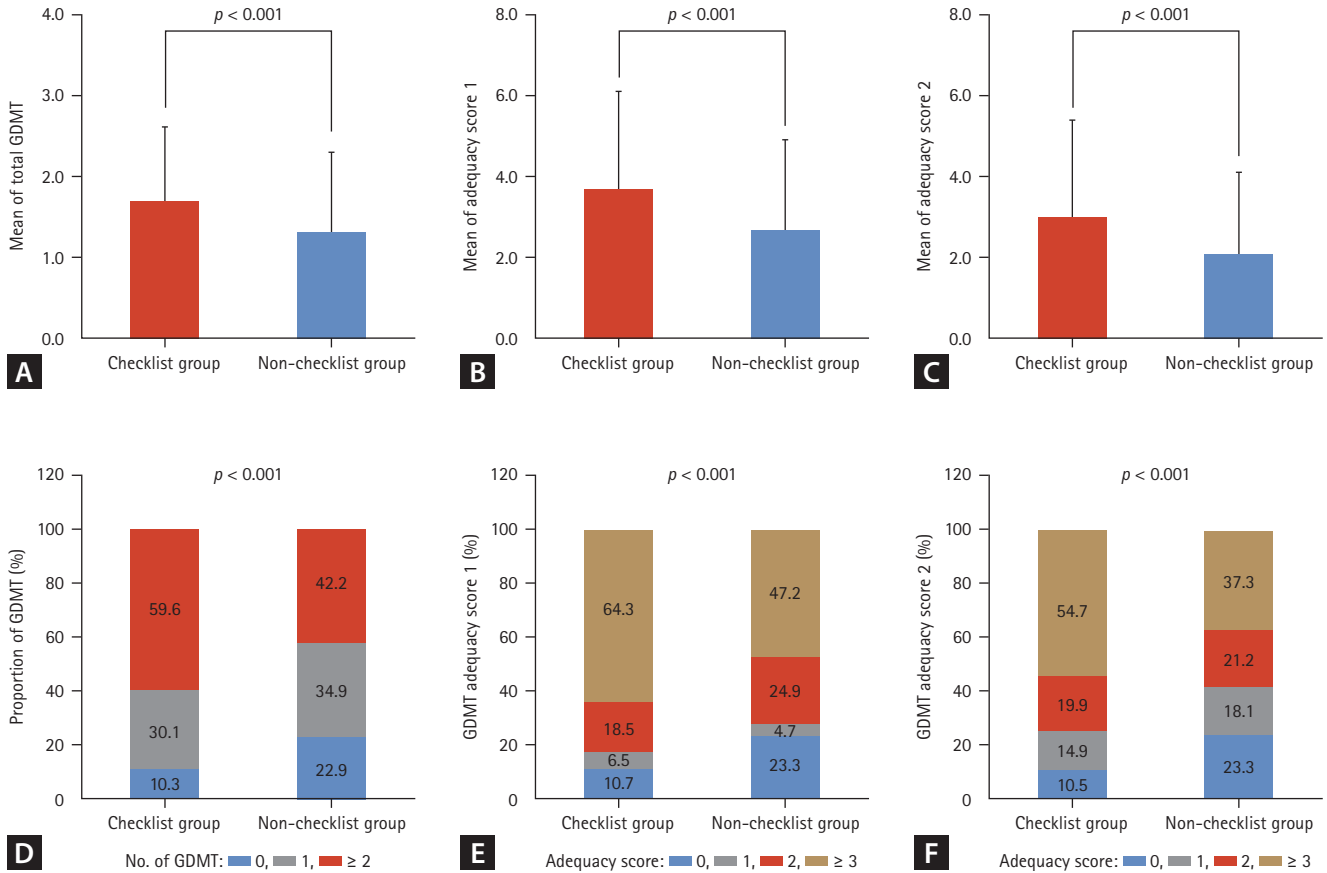 4.0
3.0
2.0
1.0
0.0
Mean of total GDMT
p < 0.001
Checklist group
Non-checklist group
A
8.0
6.0
4.0
2.0
0.0
Mean of adequacy score 1
p < 0.001
Checklist group
Non-checklist group
B
8.0
6.0
4.0
2.0
0.0
Mean of adequacy score 2
p < 0.001
Checklist group
Non-checklist group
C
120
100
80
60
40
20
0
Proportion of GDMT (%)
p < 0.001
59.6
30.1
10.3
42.2
34.9
22.9
Checklist group
Non-checklist group
D
No. of GDMT: 0, 1, ≥ 2
120
100
80
60
40
20
0
GDMT adequacy score 1 (%)
p < 0.001
64.3
18.5
6.5
10.7
47.2
24.9
4.7
23.3
Checklist group
Non-checklist group
E
Adequacy score: 0, 1, 2, ≥ 3
120
100
80
60
40
20
0
GDMT adequacy score 2 (%)
p < 0.001
54.7
19.9
14.9
10.5
37.3
21.2
18.1
23.3
Checklist group
Non-checklist group
F
Adequacy score: 0, 1, 2, ≥ 3